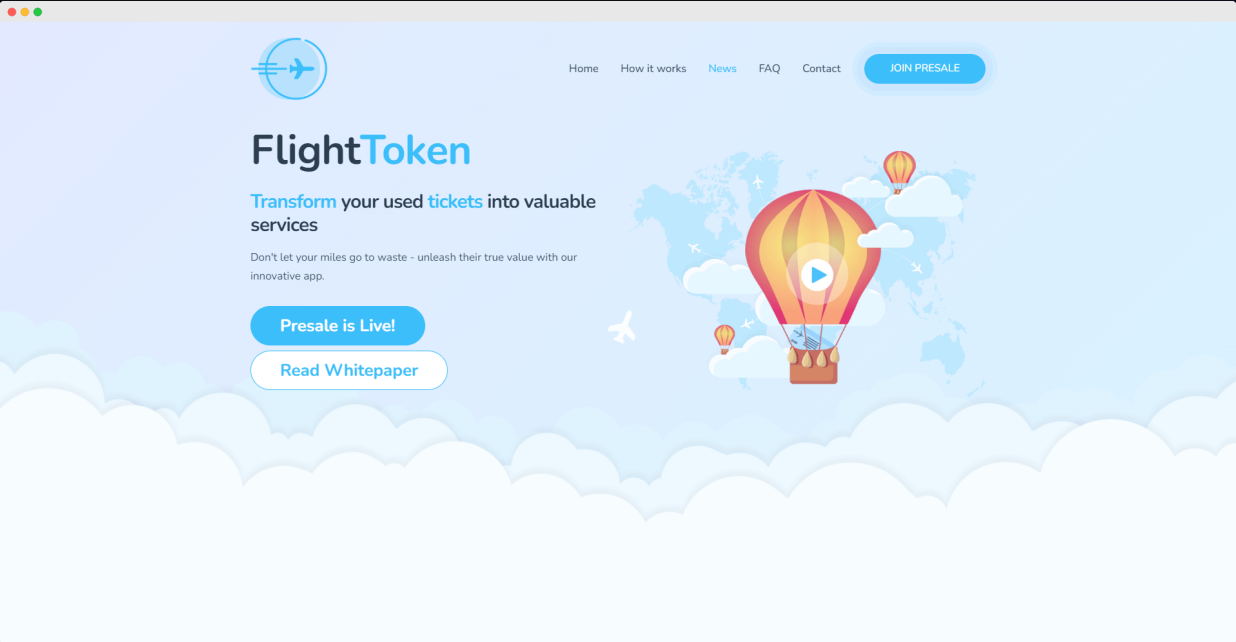 Home How it works News FAQ Contact JOIN PRESALE
FlightToken
Transform your used tickets into valuable
services
Don't let your miles go to waste - unleash their true value with our
innovative app.
Presale is Live!
Read Whitepaper